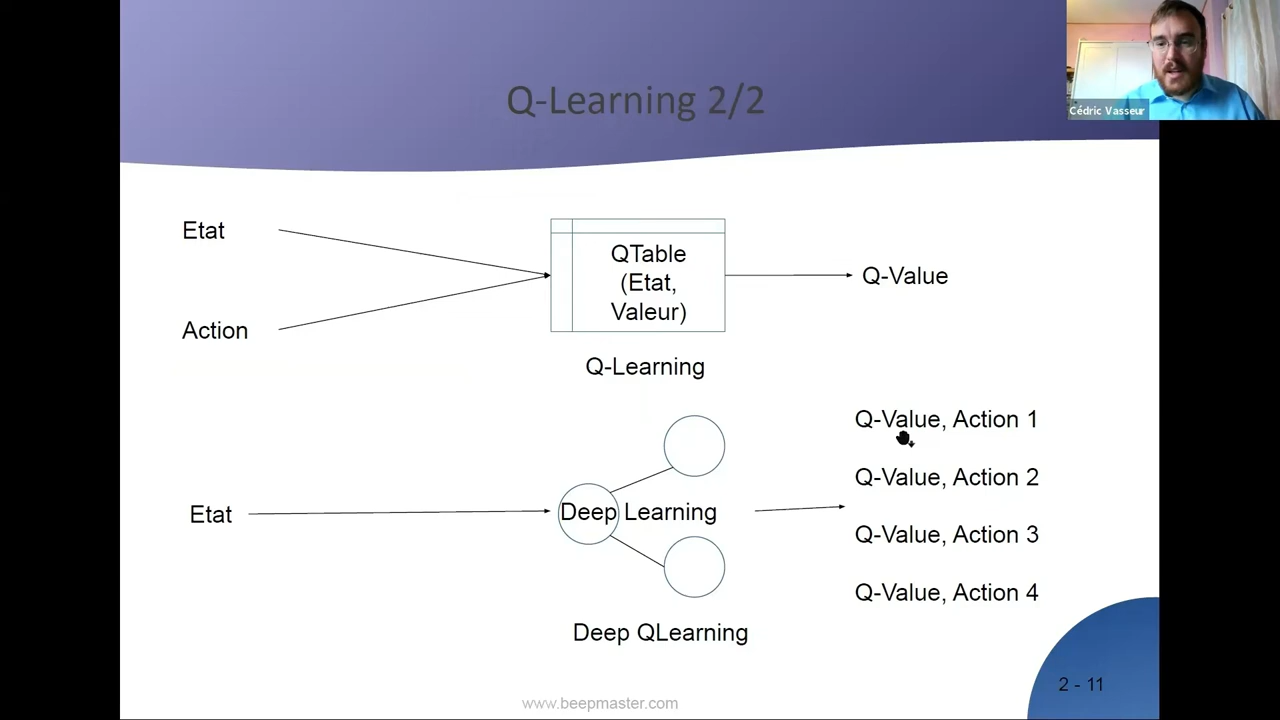 Q-Learning 2/2
Cédric Vasseur
Etat
Action
QTable
(Etat,
Valeur)
Q-Value
Q-Learning
Etat
Deep Learning
Q-Value, Action 1
Q-Value, Action 2
Q-Value, Action 3
Q-Value, Action 4
Deep QLearning
2 - 11
www.beepmaster.com